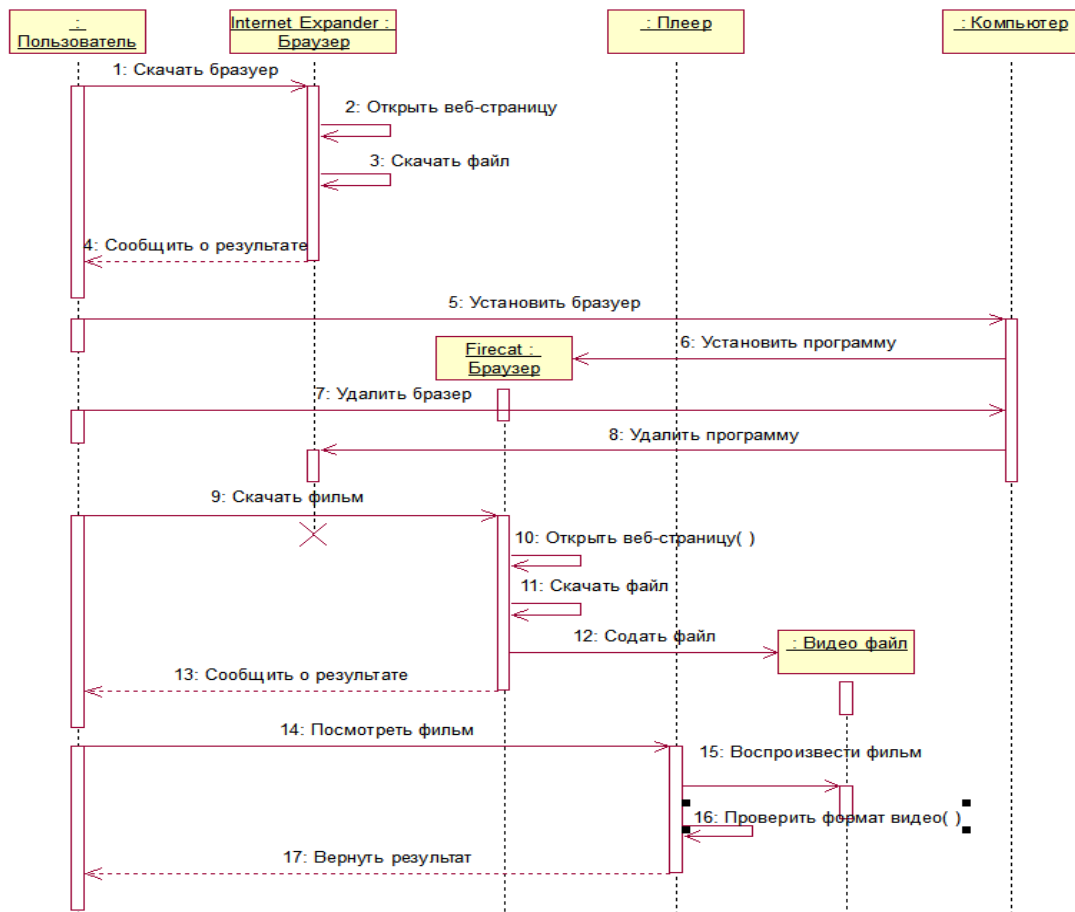 :
Пользователь
Internet Expander :
Браузер
: Плеер
: Компьютер
1: Скачать бразуер
2: Открыть веб-страницу
3: Скачать файл
4: Сообщить о результате
5: Установить бразуер
Firecat :
Браузер
6: Установить программу
7: Удалить бразер
8: Удалить программу
9: Скачать фильм
10: Открыть веб-страницу( )
11: Скачать файл
12: Содать файл
: Видео файл
13: Сообщить о результате
14: Посмотреть фильм
15: Воспроизвести фильм
16: Проверить формат видео( )
17: Вернуть результат